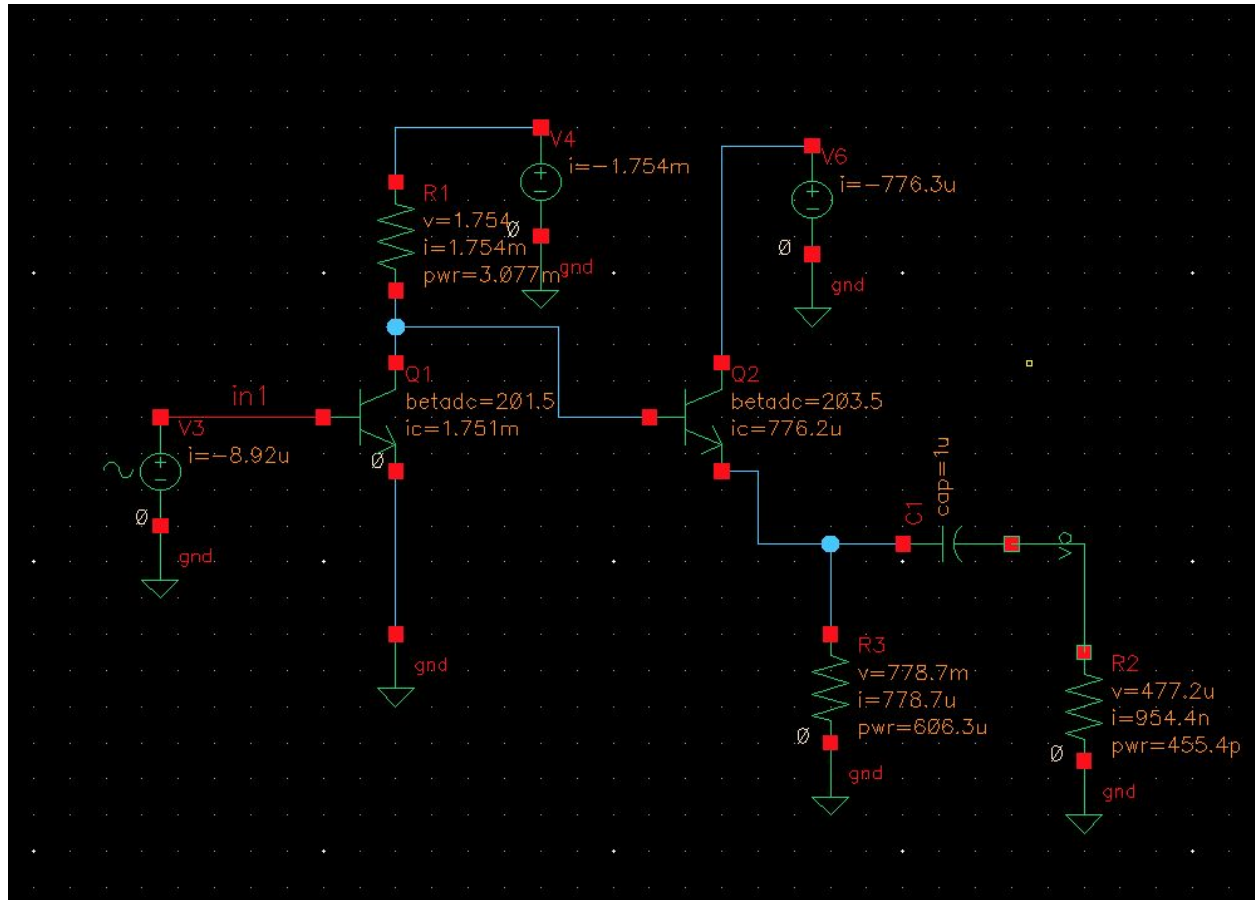 V4
i=-1.754m
V6
i=-776.3u
R1
v=1.754
i=1.754m
pwr=3.077m
0
gnd
0
gnd
in1
V3
i=-8.92u
0
gnd
Q1
betadc=201.5
ic=1.751m
0
gnd
Q2
betadc=203.5
ic=776.2u
C1
cap=1u
vo
R3
v=778.7m
i=778.7u
pwr=606.3u
0
gnd
R2
v=477.2u
i=954.4n
pwr=455.4p
0
gnd